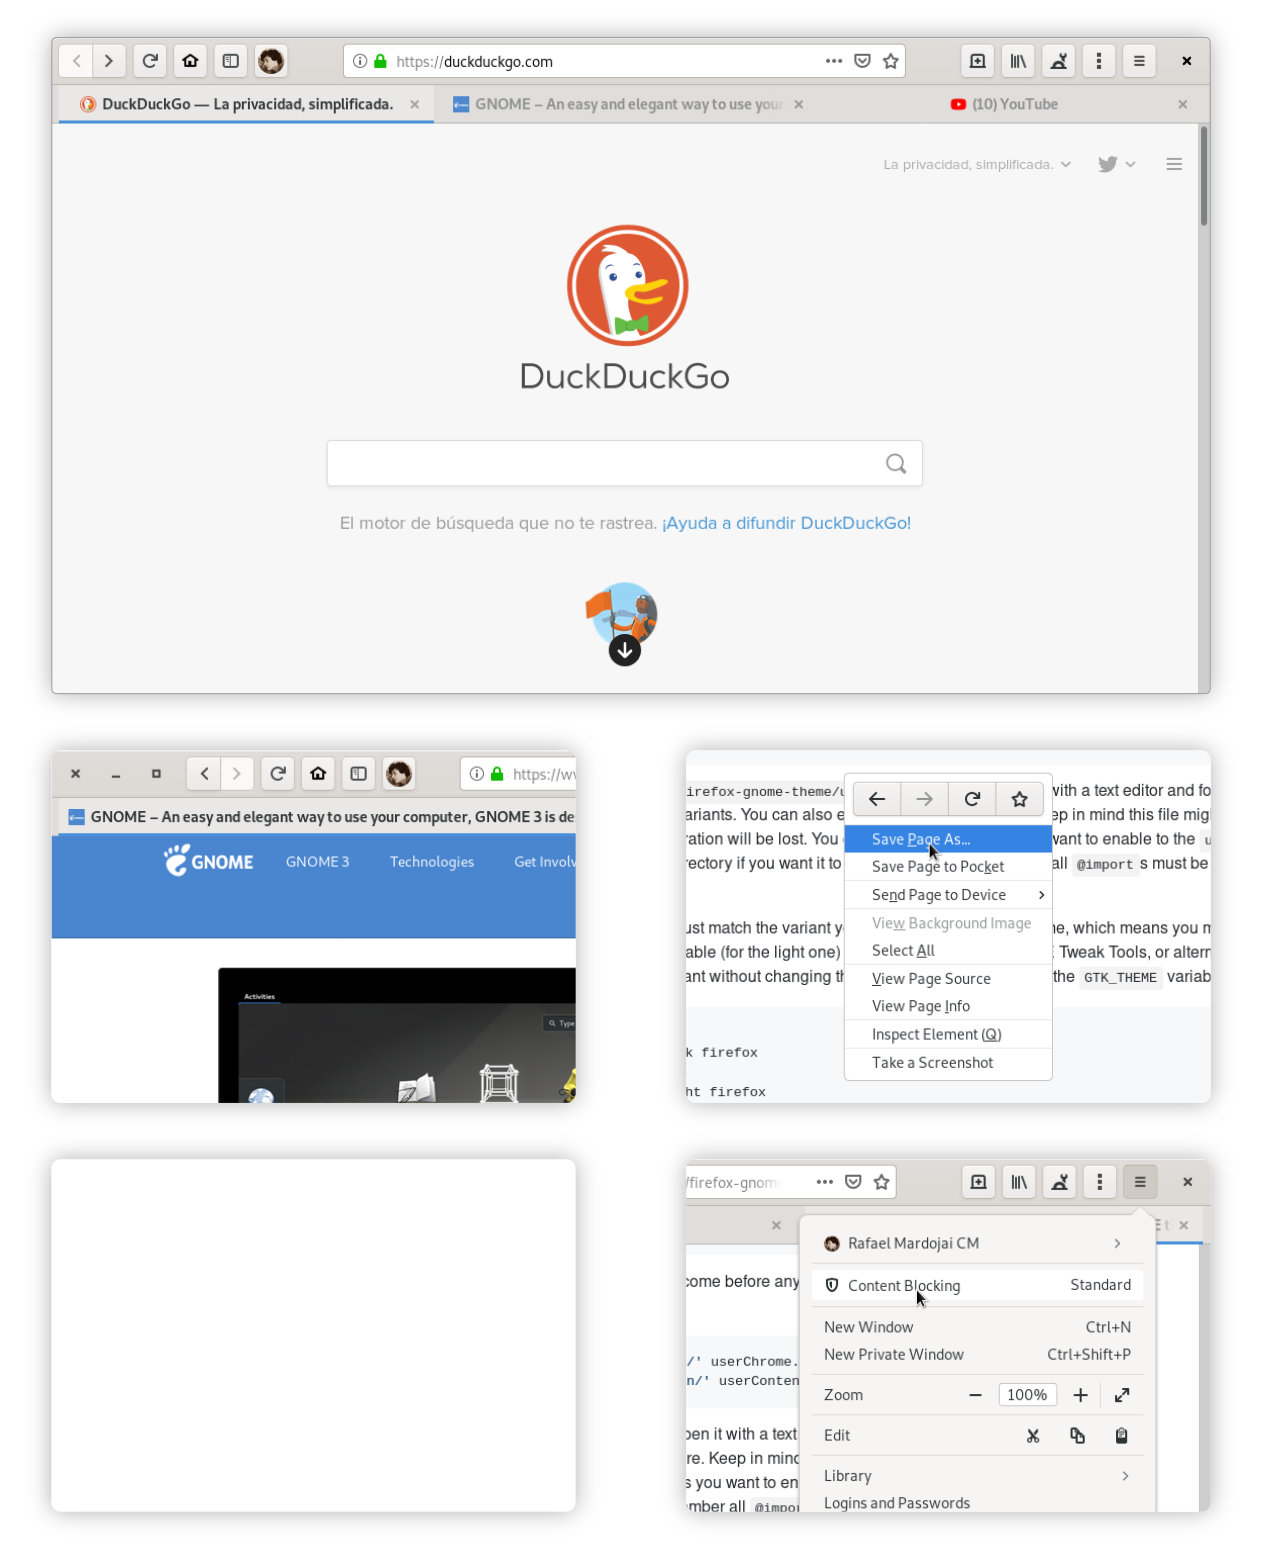 https://duckduckgo.com
DuckDuckGo — La privacidad, simplificada.
GNOME – An easy and elegant way to use your
(10) YouTube
La privacidad, simplificada.
DuckDuckGo
El motor de búsqueda que no te rastrea. ¡Ayuda a difundir DuckDuckGo!
https://ww
GNOME – An easy and elegant way to use your computer, GNOME 3 is de
GNOME
GNOME 3
Technologies
Get Involv
Activities
Type
irefox-gnome-theme/u
with a text editor and fo
ariants. You can also e
ep in mind this file mig
ration will be lost. You
want to enable to the
rectory if you want it to
all @import s must be
ust match the variant y
ne, which means you m
able (for the light one)
Tweak Tools, or altern
ant without changing th
the GTK_THEME variab
k firefox
ht firefox
Save Page As...
Save Page to Pocket
Send Page to Device
View Background Image
Select All
View Page Source
View Page Info
Inspect Element (Q)
Take a Screenshot
/firefox-gnome
Rafael Mardojai CM
Content Blocking Standard
New Window Ctrl+N
New Private Window Ctrl+Shift+P
Zoom 100%
Edit
Library
Logins and Passwords
come before any
/' userChrome.
n/' userConten
pen it with a text
re. Keep in mind
s you want to en
mber all @impor